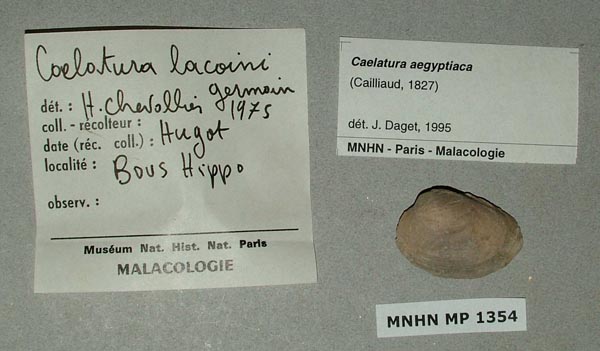 Caelatura lacoini
germain
dét. : H. Chevallier 1975
coll. - récolteur :
date (réc. coll.) : Hugot
localité : Bous Hippo
observ. :
Muséum Nat. Hist. Nat. Paris
MALACOLOGIE
Caelatura aegyptiaca
(Cailliaud, 1827)
dét. J. Daget, 1995
MNHN - Paris - Malacologie
MNHN MP 1354